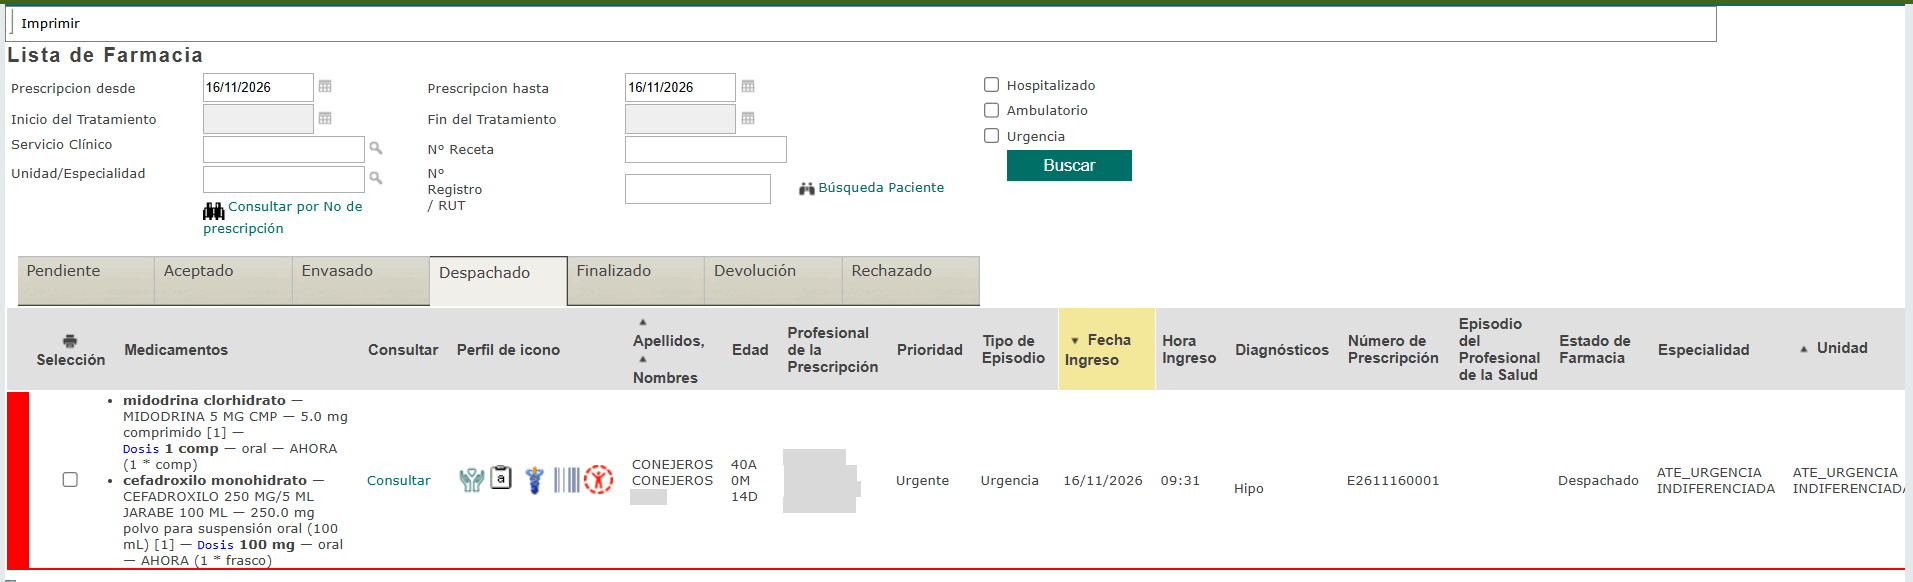 Imprimir
Lista de Farmacia
Prescripcion desde
16/11/2026
Prescripcion hasta
16/11/2026
Hospitalizado
Inicio del Tratamiento
Fin del Tratamiento
Ambulatorio
Servicio Clínico
Nº Receta
Urgencia
Buscar
Unidad/Especialidad
Nº
Registro
/ RUT
Búsqueda Paciente
Consultar por No de
prescripción
Pendiente
Aceptado
Envasado
Despachado
Finalizado
Devolución
Rechazado
Selección
Medicamentos
Consultar
Perfil de icono
Apellidos,
Nombres
Edad
Profesional
de la
Prescripción
Prioridad
Tipo de
Episodio
Fecha
Ingreso
Hora
Ingreso
Diagnósticos
Número de
Prescripción
Episodio
del
Profesional
de la Salud
Estado de
Farmacia
Especialidad
Unidad
midodrina clorhidrato —
MIDODRINA 5 MG CMP — 5.0 mg
comprimido [1] —
Dosis 1 comp — oral — AHORA
(1 * comp)
cefadroxilo monohidrato —
CEFADROXILO 250 MG/5 ML
JARABE 100 ML — 250.0 mg
polvo para suspensión oral (100
mL) [1] — Dosis 100 mg — oral
— AHORA (1 * frasco)
Consultar
a
CONEJEROS
CONEJEROS
40A
0M
14D
Urgente
Urgencia
16/11/2026
09:31
Hipo
E2611160001
Despachado
ATE_URGENCIA
INDIFERENCIADA
ATE_URGENCIA
INDIFERENCIADA